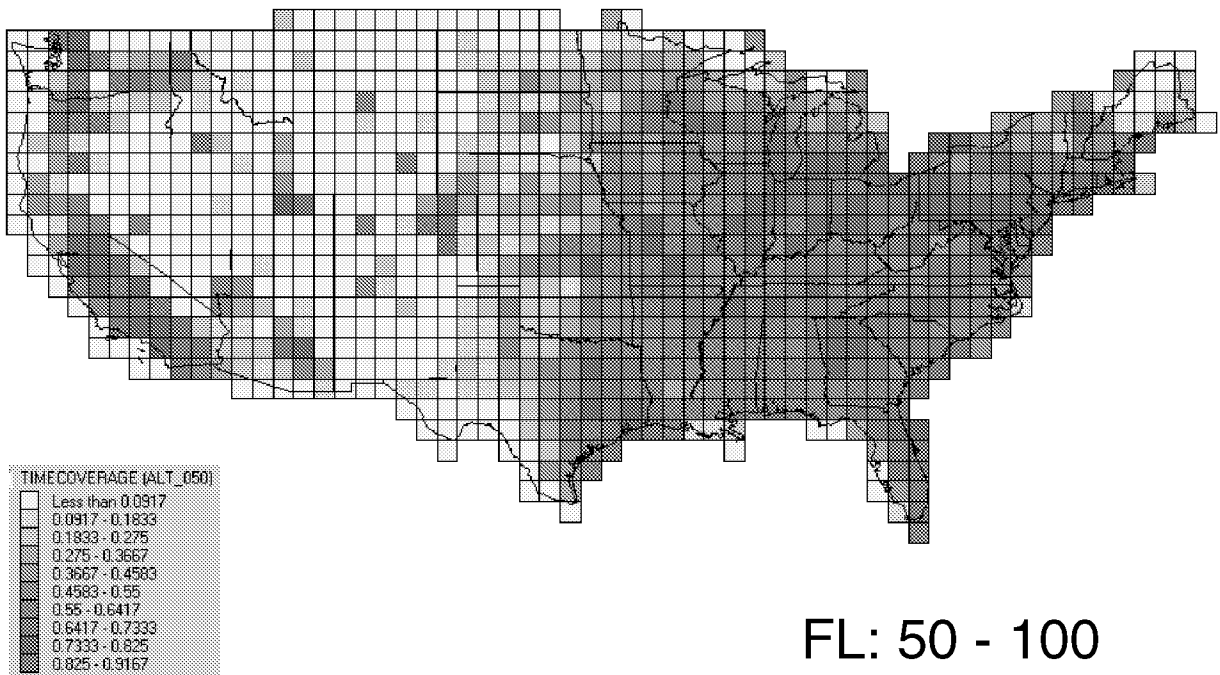 TIMECOVERAGE (ALT_050)
Less than 0.0917
0.0917 - 0.1833
0.1833 - 0.275
0.275 - 0.3667
0.3667 - 0.4583
0.4583 - 0.55
0.55 - 0.6417
0.6417 - 0.7333
0.7333 - 0.825
0.825 - 0.9167
FL: 50 - 100